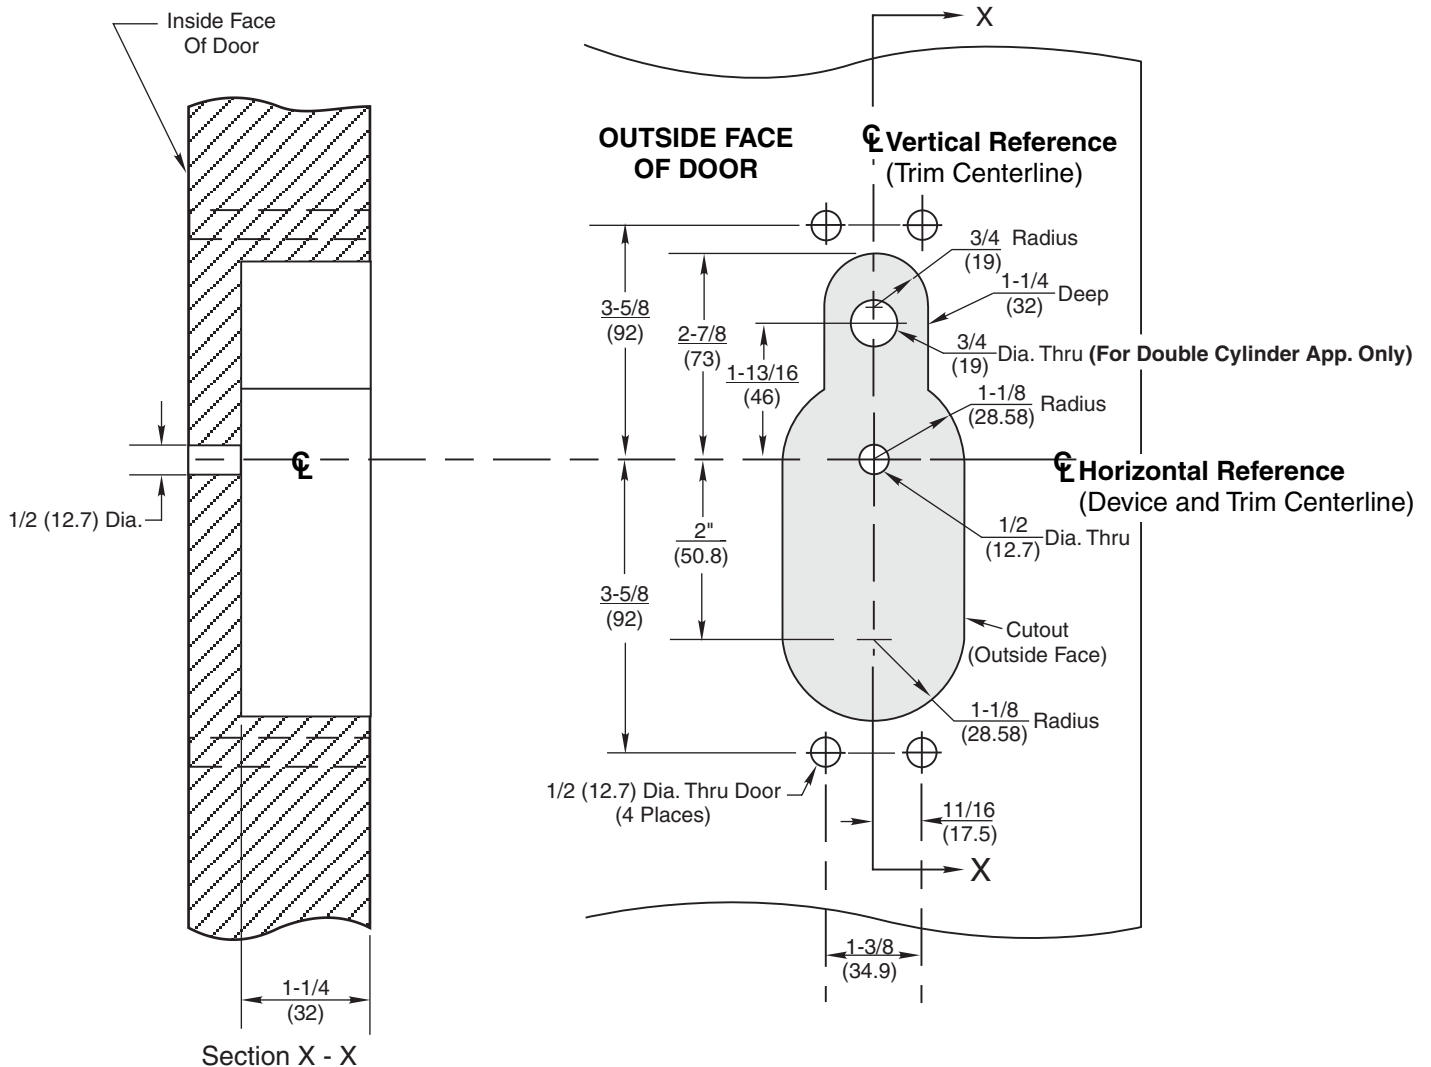 Inside Face
Of Door
X
OUTSIDE FACE
OF DOOR
℄ Vertical Reference
(Trim Centerline)
3/4 Radius
(19)
1-1/4 Deep
(32)
3-5/8
(92)
2-7/8
(73)
3/4 Dia. Thru (For Double Cylinder App. Only)
(19)
1-13/16
(46)
1-1/8 Radius
(28.58)
℄
℄ Horizontal Reference
(Device and Trim Centerline)
1/2 (12.7) Dia.
2"
(50.8)
1/2 Dia. Thru
(12.7)
3-5/8
(92)
Cutout
(Outside Face)
1-1/8 Radius
(28.58)
1/2 (12.7) Dia. Thru Door
(4 Places)
11/16
(17.5)
X
1-3/8
(34.9)
1-1/4
(32)
Section X - X